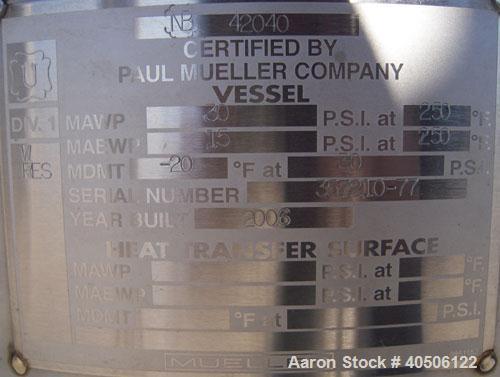 NB 42040
CERTIFIED BY
PAUL MUELLER COMPANY
U
VESSEL
DIV. 1 MAWP 30 P.S.I. at 250 °F.
W MAEWP 15 P.S.I. at 250 °F.
RES MDMT -20 °F at 30 P.S.I.
SERIAL NUMBER
YEAR BUILT 2006
HEAT TRANSFER SURFACE
MAWP P.S.I. at °F.
MAEWP P.S.I. at °F.
MDMT °F at P.S.I.
MUELLER
Aaron Stock # 40506122